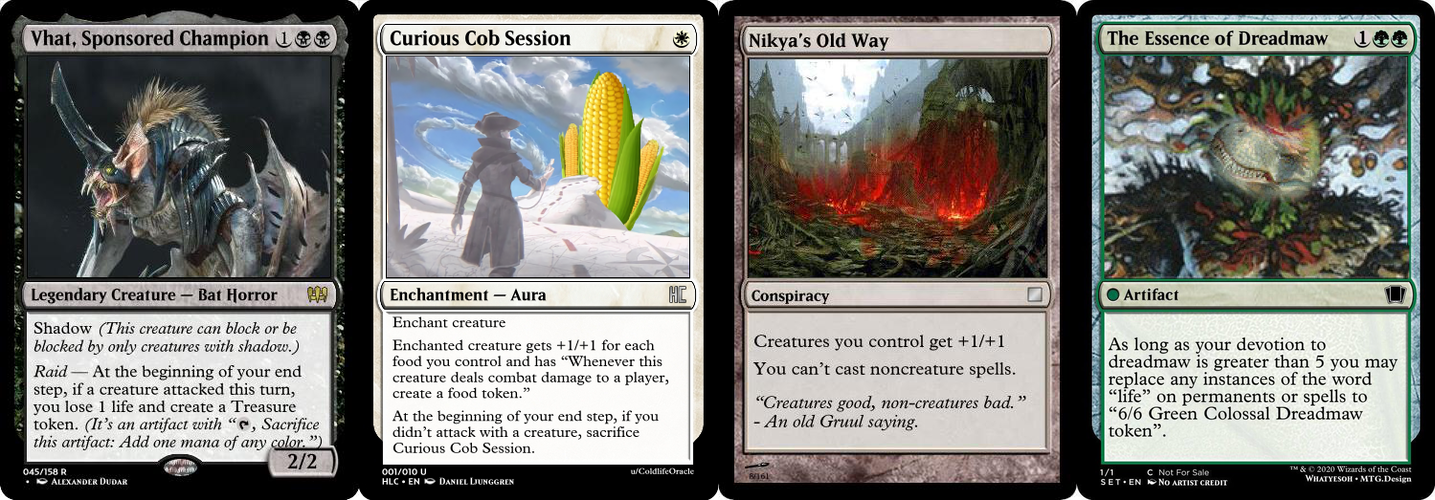 Vhat, Sponsored Champion 1
Legendary Creature — Bat Horror
Shadow (This creature can block or be
blocked by only creatures with shadow.)
Raid — At the beginning of your end
step, if a creature attacked this turn,
you lose 1 life and create a Treasure
token. (It's an artifact with “, Sacrifice
this artifact: Add one mana of any color.”)
2/2
045/158 R
• Alexander Dudar
Curious Cob Session
Enchantment — Aura
HC
Enchant creature
Enchanted creature gets +1/+1 for each
food you control and has “Whenever this
creature deals combat damage to a player,
create a food token.”
At the beginning of your end step, if you
didn't attack with a creature, sacrifice
Curious Cob Session.
001/010 U
u/ColdlifeOracle
HLC • EN Daniel Ljunggren
Nikya's Old Way
Conspiracy
Creatures you control get +1/+1
You can't cast noncreature spells.
“Creatures good, non-creatures bad.”
- An old Gruul saying.
8/161
The Essence of Dreadmaw 1
Artifact
As long as your devotion to
dreadmaw is greater than 5 you may
replace any instances of the word
“life” on permanents or spells to
“6/6 Green Colossal Dreadmaw
token”.
1/1 C Not For Sale
SET • EN No artist credit
™ & © 2020 Wizards of the Coast
Whatyesoh • MTG.Design